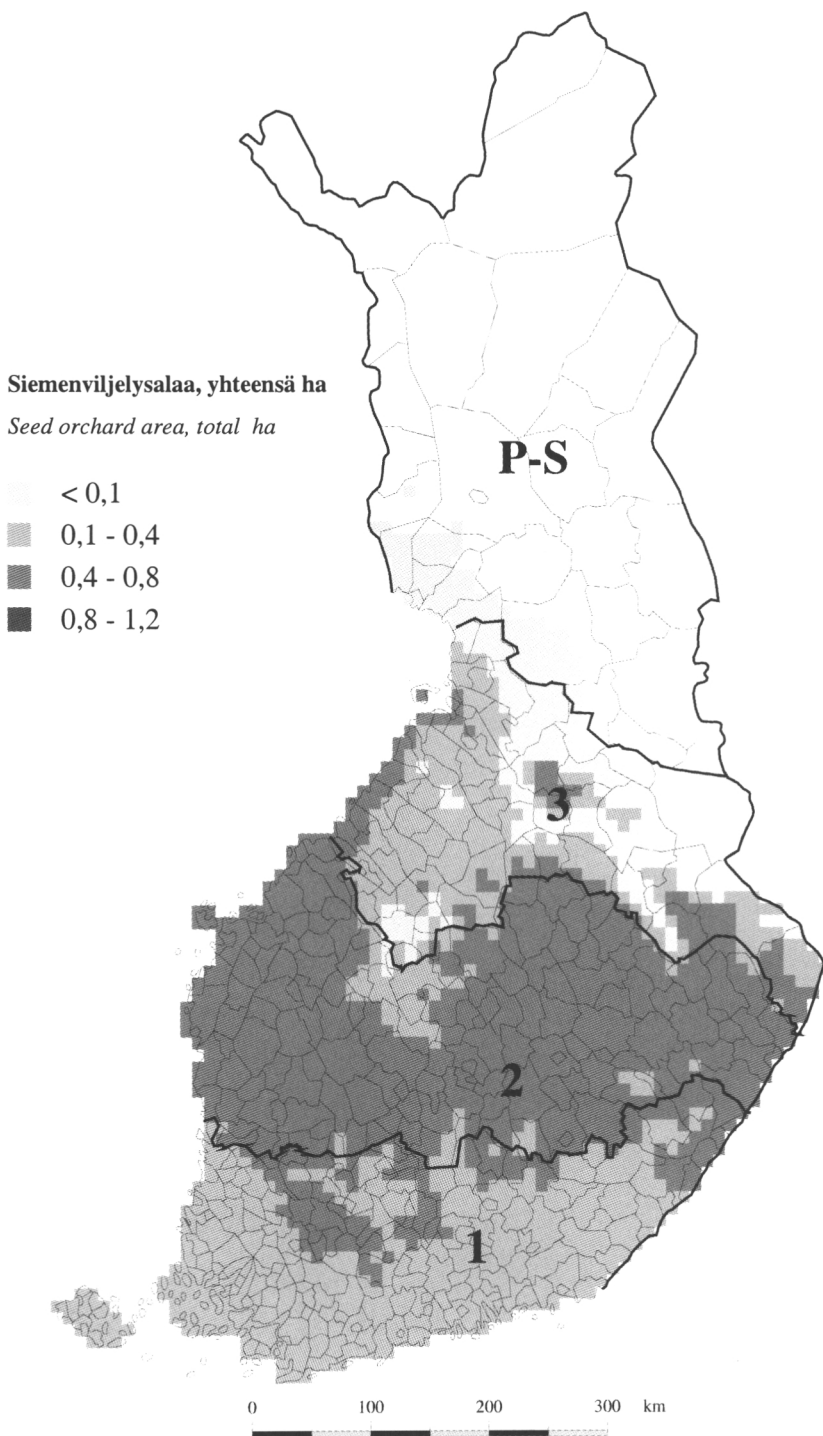 Siemenviljelysalaa, yhteensä ha
Seed orchard area, total ha
< 0,1
0,1 - 0,4
0,4 - 0,8
0,8 - 1,2
P-S
3
2
1
0 100 200 300 km